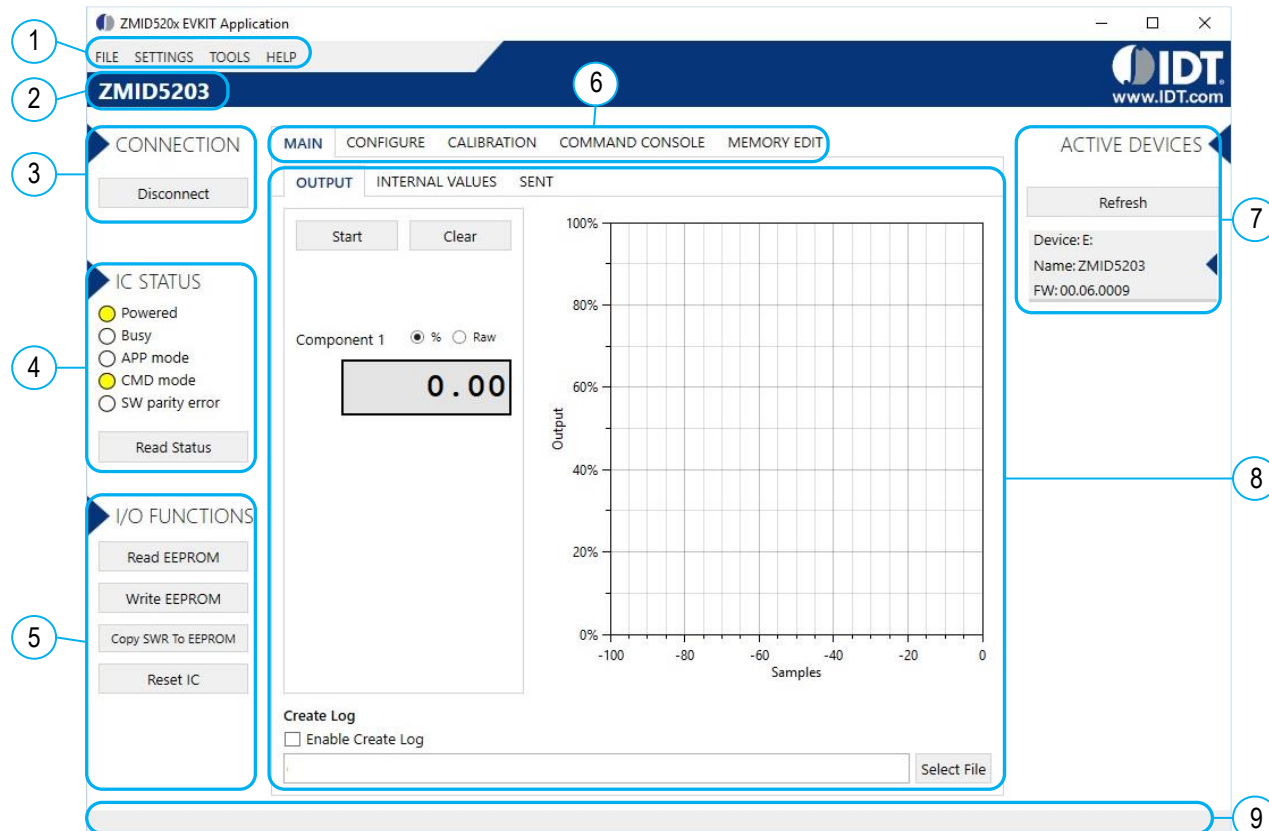 ZMID520x EVKIT Application
1
FILE SETTINGS TOOLS HELP
IDT.
www.IDT.com
2
ZMID5203
6
3
CONNECTION
Disconnect
MAIN CONFIGURE CALIBRATION COMMAND CONSOLE MEMORY EDIT
ACTIVE DEVICES
Refresh
7
Device: E:
Name: ZMID5203
FW: 00.06.0009
OUTPUT INTERNAL VALUES SENT
Start Clear
Component 1 % Raw
0.00
100%
80%
60%
40%
20%
0%
Output
-100 -80 -60 -40 -20 0
Samples
8
4
IC STATUS
Powered
Busy
APP mode
CMD mode
SW parity error
Read Status
5
I/O FUNCTIONS
Read EEPROM
Write EEPROM
Copy SWR To EEPROM
Reset IC
Create Log
Enable Create Log
Select File
9